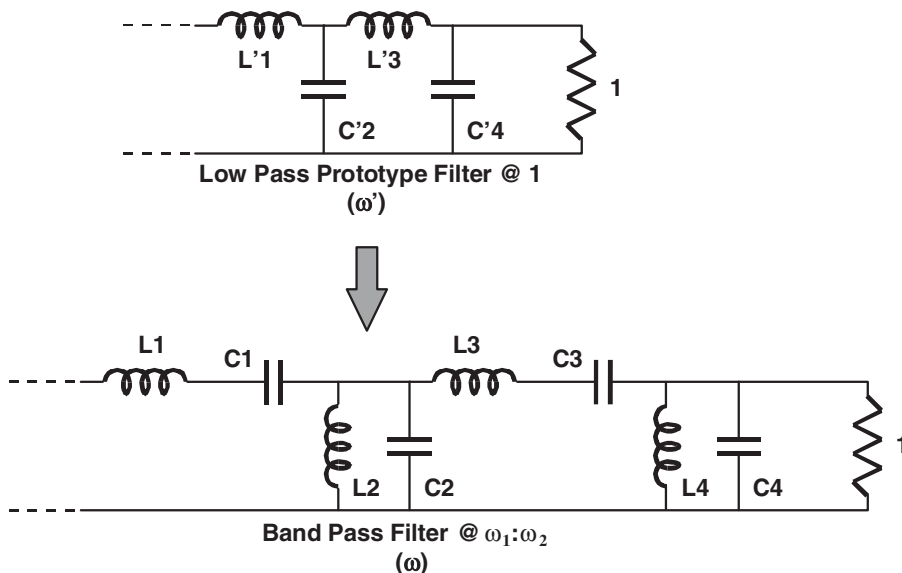 L'1 L'3
1
C'2 C'4
Low Pass Prototype Filter @ 1
(ω')
L1 C1 L3 C3
1
L2 C2 L4 C4
Band Pass Filter @ ω₁:ω₂
(ω)